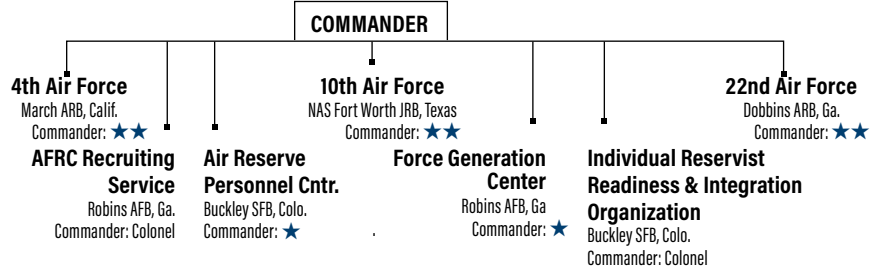 COMMANDER
4th Air Force
March ARB, Calif.
Commander: ★★
10th Air Force
NAS Fort Worth JRB, Texas
Commander: ★★
22nd Air Force
Dobbins ARB, Ga.
Commander: ★★
AFRC Recruiting
Service
Robins AFB, Ga.
Commander: Colonel
Air Reserve
Personnel Cntr.
Buckley SFB, Colo.
Commander: ★
Force Generation
Center
Robins AFB, Ga
Commander: ★
Individual Reservist
Readiness & Integration
Organization
Buckley SFB, Colo.
Commander: Colonel